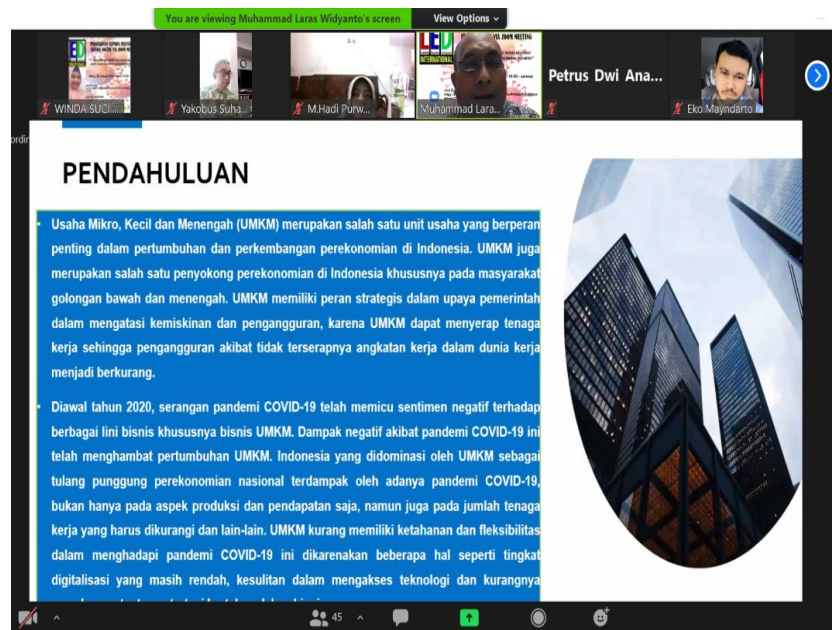 You are viewing Muhammad Laras Widyanto's screen
View Options
LED
INTERNATIONAL
VIA ZOOM MEETING
WINDA SUCI
Yakobus Suha...
M.Hadi Purw...
Muhammad Lara...
Petrus Dwi Ana...
Eko Mayndarto
PENDAHULUAN
• Usaha Mikro, Kecil dan Menengah (UMKM) merupakan salah satu unit usaha yang berperan
penting dalam pertumbuhan dan perkembangan perekonomian di Indonesia. UMKM juga
merupakan salah satu penyokong perekonomian di Indonesia khususnya pada masyarakat
golongan bawah dan menengah. UMKM memiliki peran strategis dalam upaya pemerintah
dalam mengatasi kemiskinan dan pengangguran, karena UMKM dapat menyerap tenaga
kerja sehingga pengangguran akibat tidak terserapnya angkatan kerja dalam dunia kerja
menjadi berkurang.
• Diawal tahun 2020, serangan pandemi COVID-19 telah memicu sentimen negatif terhadap
berbagai lini bisnis khususnya bisnis UMKM. Dampak negatif akibat pandemi COVID-19 ini
telah menghambat pertumbuhan UMKM. Indonesia yang didominasi oleh UMKM sebagai
tulang punggung perekonomian nasional terdampak oleh adanya pandemi COVID-19,
bukan hanya pada aspek produksi dan pendapatan saja, namun juga pada jumlah tenaga
kerja yang harus dikurangi dan lain-lain. UMKM kurang memiliki ketahanan dan fleksibilitas
dalam menghadapi pandemi COVID-19 ini dikarenakan beberapa hal seperti tingkat
digitalisasi yang masih rendah, kesulitan dalam mengakses teknologi dan kurangnya
45